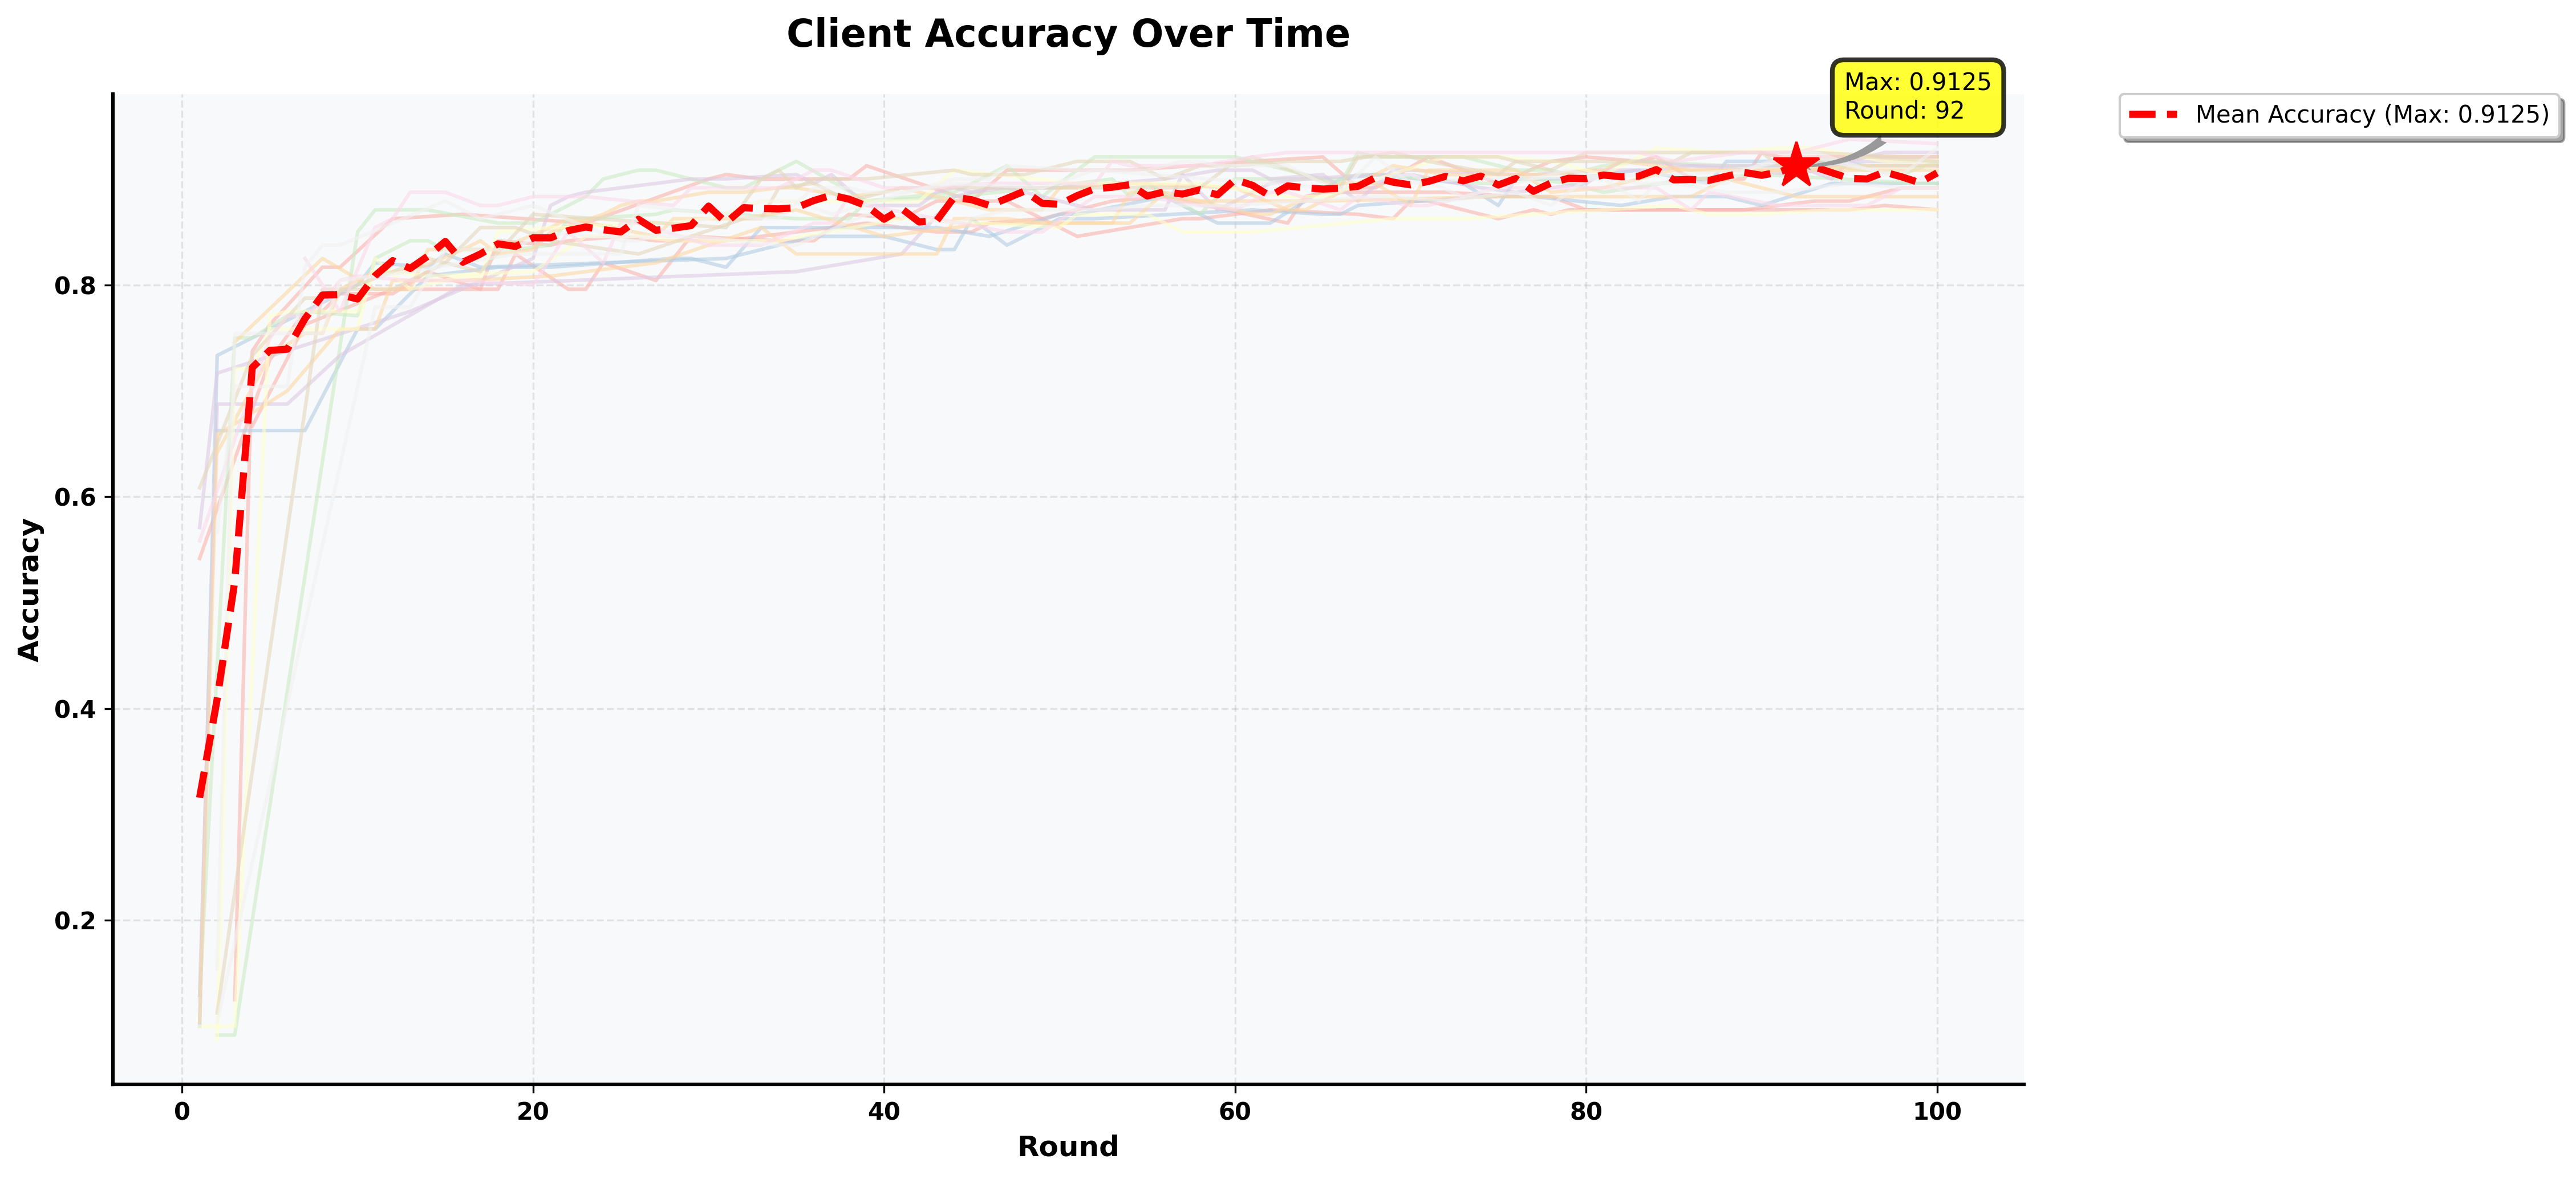 Client Accuracy Over Time
Max: 0.9125
Round: 92
Mean Accuracy (Max: 0.9125)
Accuracy
0.8
0.6
0.4
0.2
0
20
40
60
80
100
Round